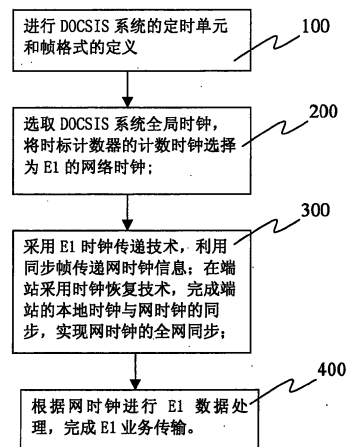 进行 DOCSIS 系统的定时单元
和帧格式的定义
100
选取 DOCSIS 系统全局时钟,
将时标计数器的计数时钟选择
为 E1 的网络时钟;
200
采用 E1 时钟传递技术, 利用
同步帧传递网时钟信息; 在端
站采用时钟恢复技术, 完成端
站的本地时钟与网时钟的同
步, 实现网时钟的全网同步;
300
根据网时钟进行 E1 数据处
理, 完成 E1 业务传输。
400